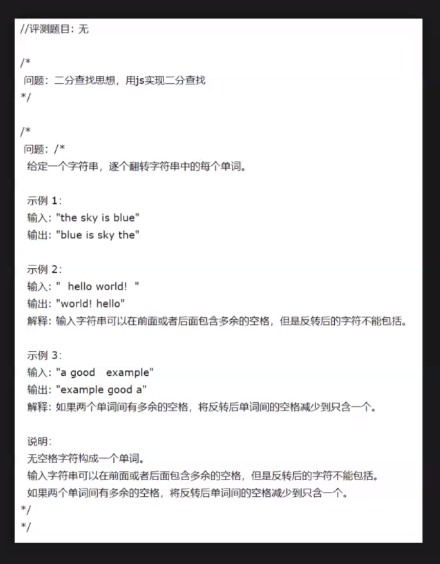 //评测题目：无
/*
问题：二分查找思想，用js实现二分查找
*/
/*
问题：/*
给定一个字符串，逐个翻转字符串中的每个单词。
示例 1：
输入："the sky is blue"
输出："blue is sky the"
示例 2：
输入："  hello world!  "
输出："world! hello"
解释：输入字符串可以在前面或者后面包含多余的空格，但是反转后的字符不能包括。
示例 3：
输入："a good   example"
输出："example good a"
解释：如果两个单词间有多余的空格，将反转后单词间的空格减少到只含一个。
说明：
无空格字符构成一个单词。
输入字符串可以在前面或者后面包含多余的空格，但是反转后的字符不能包括。
如果两个单词间有多余的空格，将反转后单词间的空格减少到只含一个。
*/
*/